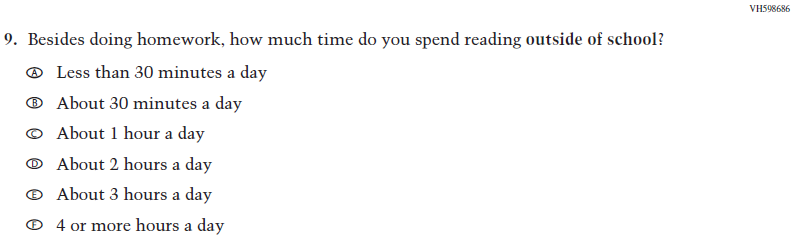 VH598686
9. Besides doing homework, how much time do you spend reading outside of school?
A Less than 30 minutes a day
B About 30 minutes a day
C About 1 hour a day
D About 2 hours a day
E About 3 hours a day
F 4 or more hours a day